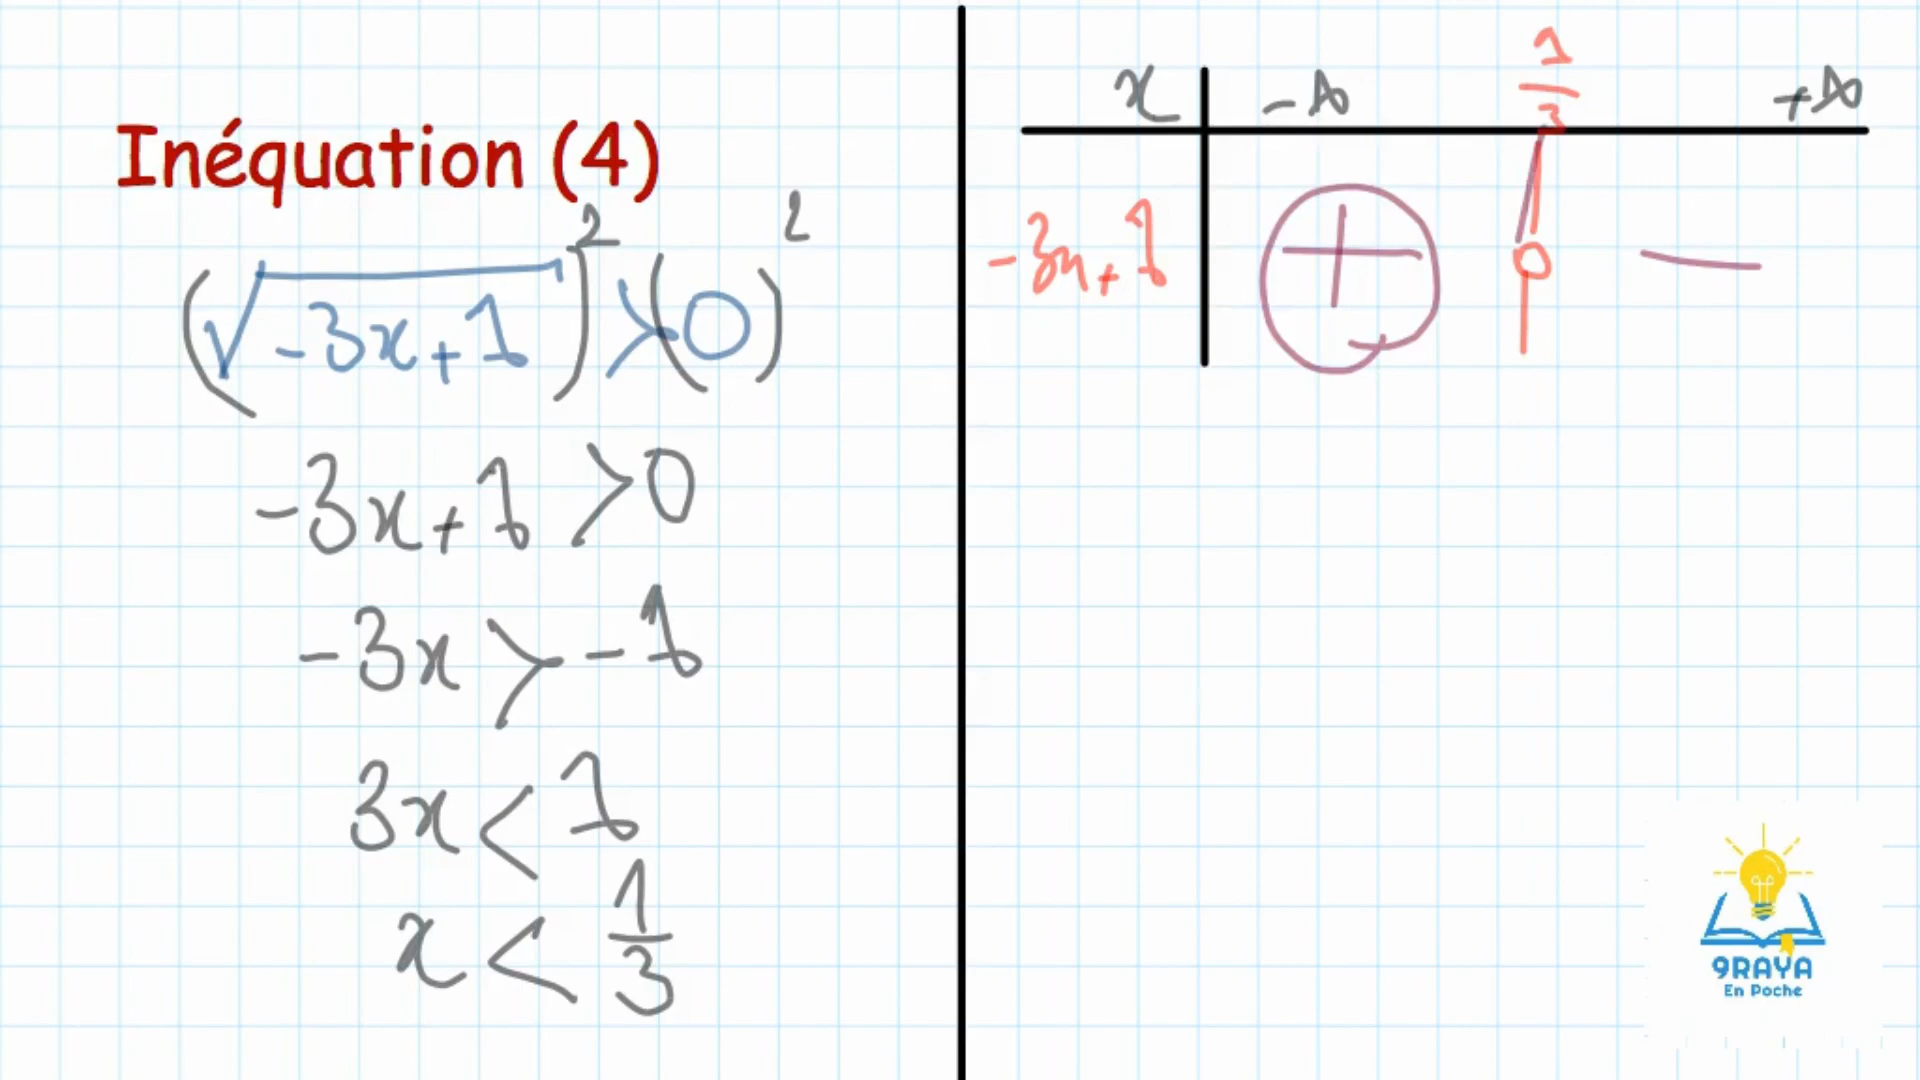 Inéquation (4)
(√-3x+1)² > (0)²
-3x+1 > 0
-3x > -1
3x < 1
x < 1/3
x -∞ 1/3 +∞
-3x+1 + 0 -
9RAYA
En Poche